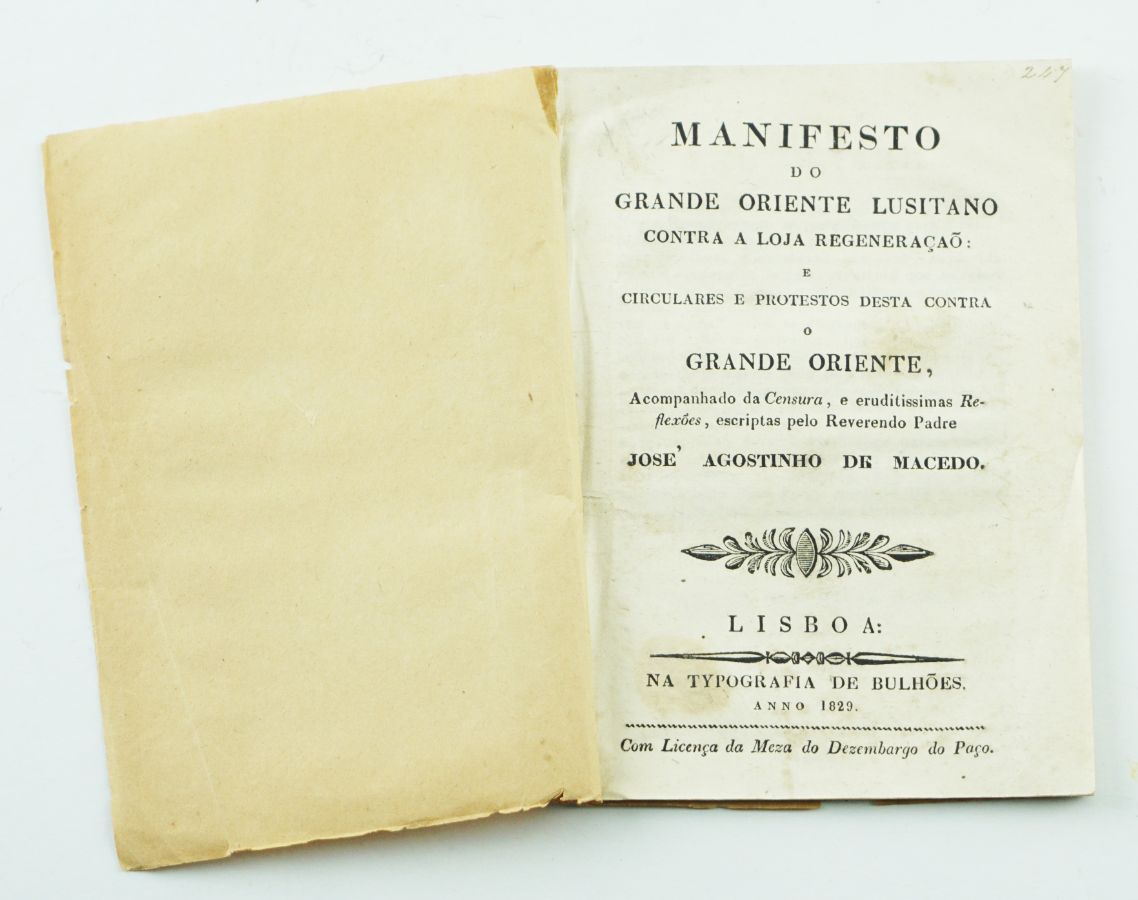 247
MANIFESTO
DO
GRANDE ORIENTE LUSITANO
CONTRA A LOJA REGENERAÇAÕ:
E
CIRCULARES E PROTESTOS DESTA CONTRA
O
GRANDE ORIENTE,
Acompanhado da Censura, e eruditissimas Re-
flexões, escriptas pelo Reverendo Padre
JOSE' AGOSTINHO DE MACEDO.
LISBOA:
NA TYPOGRAFIA DE BULHÕES.
ANNO 1829.
Com Licença da Meza do Dezembargo do Paço.